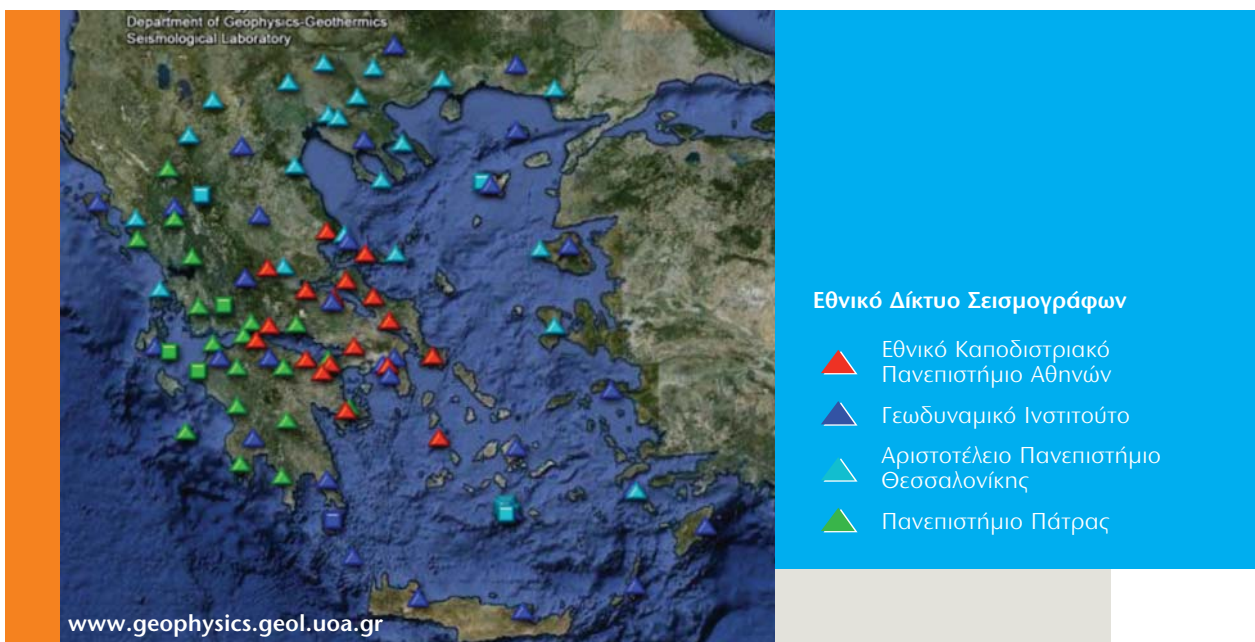 Department of Geophysics-Geothermics
Seismological Laboratory
www.geophysics.geol.uoa.gr
Εθνικό Δίκτυο Σεισμογράφων
Εθνικό Καποδιστριακό
Πανεπιστήμιο Αθηνών
Γεωδυναμικό Ινστιτούτο
Αριστοτέλειο Πανεπιστήμιο
Θεσσαλονίκης
Πανεπιστήμιο Πάτρας